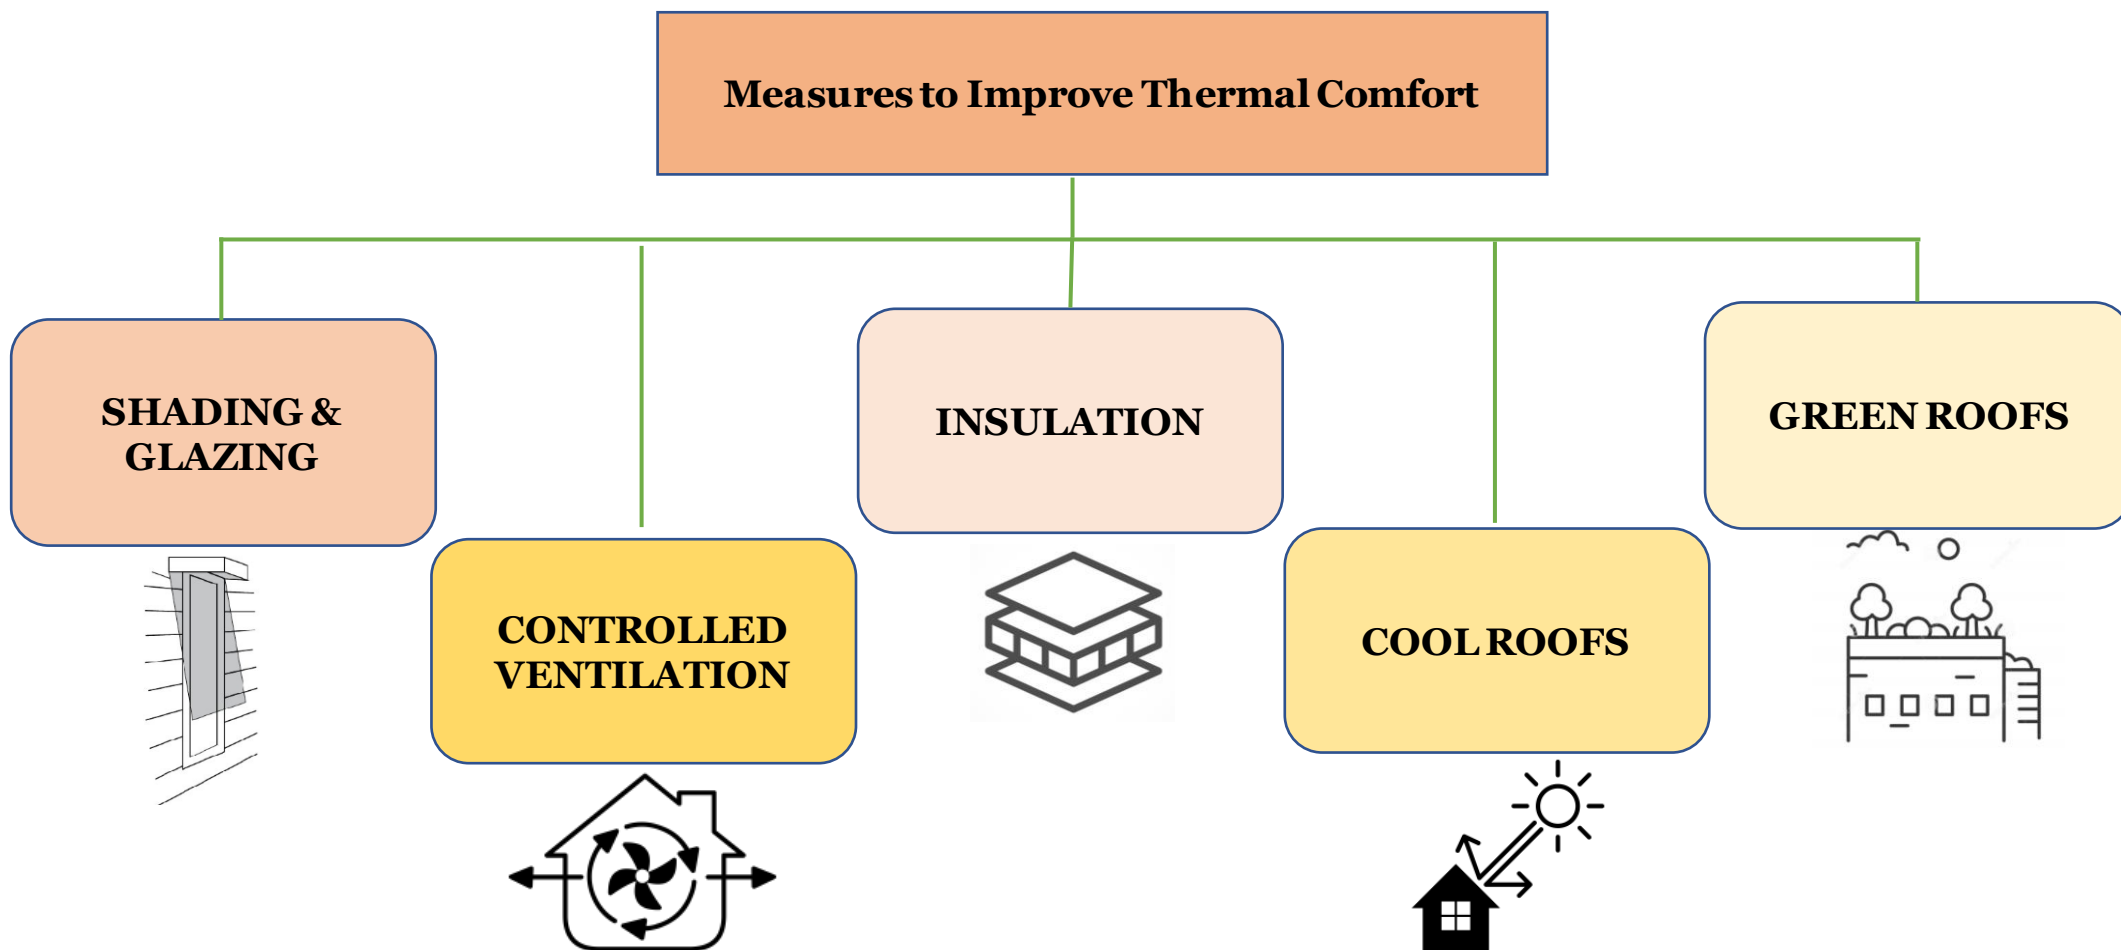 Measures to Improve Thermal Comfort
SHADING &
GLAZING
CONTROLLED
VENTILATION
INSULATION
COOL ROOFS
GREEN ROOFS